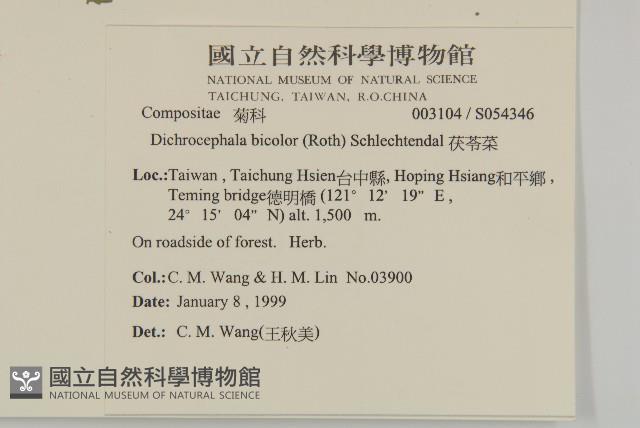 國立自然科學博物館
NATIONAL MUSEUM OF NATURAL SCIENCE
TAICHUNG, TAIWAN, R.O.CHINA
Compositae 菊科 003104 / S054346
Dichrocephala bicolor (Roth) Schlechtendal 茯苓菜
Loc.:Taiwan , Taichung Hsien台中縣, Hoping Hsiang和平鄉 ,
Teming bridge德明橋 (121° 12' 19" E ,
24° 15' 04" N) alt. 1,500 m.
On roadside of forest. Herb.
Col.:C. M. Wang & H. M. Lin No.03900
Date: January 8 , 1999
Det.: C. M. Wang(王秋美)
國立自然科學博物館
NATIONAL MUSEUM OF NATURAL SCIENCE